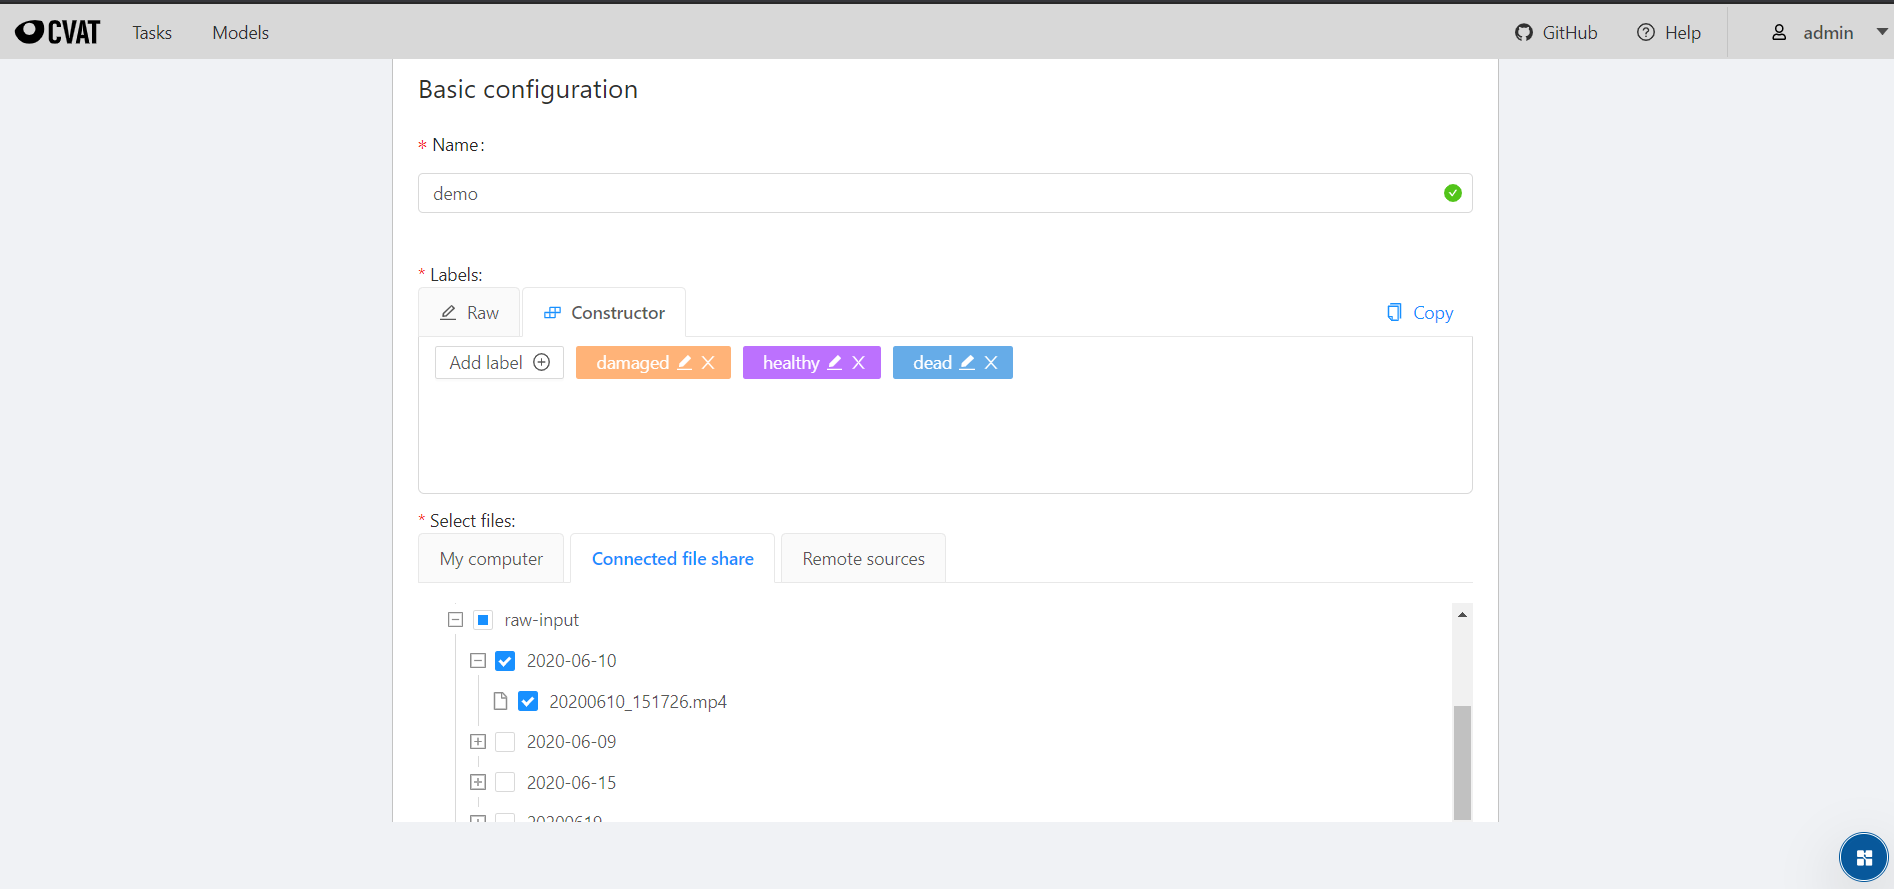 CVAT Tasks Models GitHub Help admin
Basic configuration
* Name:
demo
* Labels:
Raw Constructor Copy
Add label damaged healthy dead
* Select files:
My computer Connected file share Remote sources
raw-input
2020-06-10
20200610_151726.mp4
2020-06-09
2020-06-15
20200619